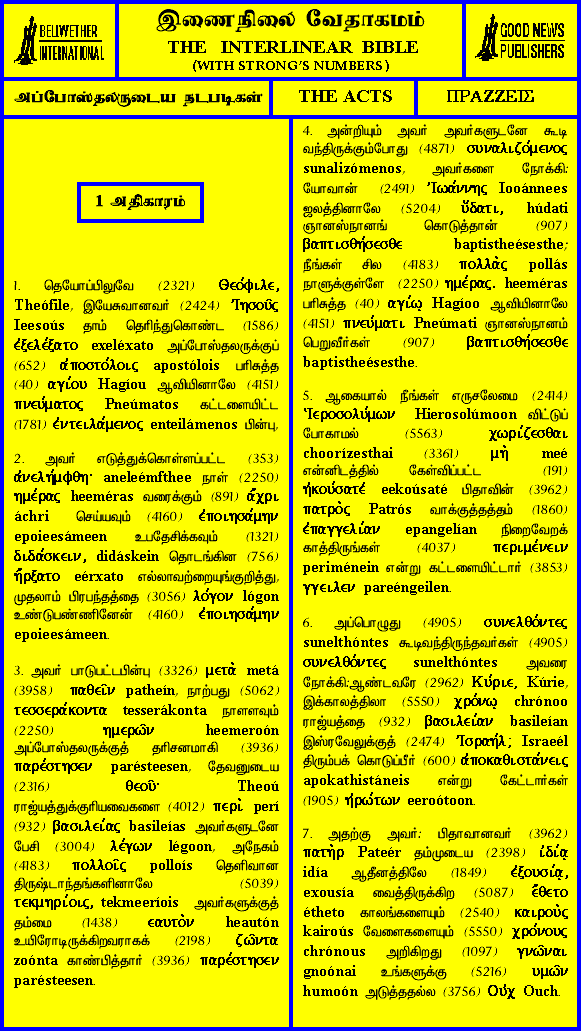 BELLWETHER
INTERNATIONAL
இணைநிலை வேதாகமம்
THE INTERLINEAR BIBLE
(WITH STRONG'S NUMBERS)
GOOD NEWS
PUBLISHERS
அப்போஸ்தலருடைய நடபடிகள்
THE ACTS
ΠΡΑΖΖΕΙΣ
1 அதிகாரம்
1. தெயோப்பிலுவே (2321) Θεόφιλε,
Theófile, இயேசுவானவர் (2424) Ἰησοῦς
Ieesoús தாம் தெரிந்துகொண்ட (1586)
ἐξελέξατο exeléxato அப்போஸ்தலருக்குப்
(652) ἀποστόλοις apostólois பரிசுத்த
(40) ἁγίου Hagíou ஆவியினாலே (4151)
πνεύματος Pneúmatos கட்டளையிட்ட
(1781) ἐντειλάμενος enteilámenos பின்பு,
2. அவர் எடுத்துக்கொள்ளப்பட்ட (353)
ἀνελήμφθη· aneleémfthee நாள் (2250)
ημέρας heeméras வரைக்கும் (891) ἄχρι
áchri செய்யவும் (4160) ἐποιησάμην
epoieesámeen உபதேசிக்கவும் (1321)
διδάσκειν, didáskein தொடங்கின (756)
ἤρξατο eérxato எல்லாவற்றையுங்குறித்து,
முதலாம் பிரபந்தத்தை (3056) λόγον lógon
உண்டுபண்ணினேன் (4160) ἐποιησάμην
epoieesámeen.
3. அவர் பாடுபட்டபின்பு (3326) μετὰ metá
(3958) παθεῖν patheín, நாற்பது (5062)
τεσσεράκοντα tesserákonta நாளளவும்
(2250) ημερῶν heemeroón
அப்போஸ்தலருக்குத் தரிசனமாகி (3936)
παρέστησεν parésteesen, தேவனுடைய
(2316) θεοῦ· Theoú
ராஜ்யத்துக்குரியவைகளை (4012) περὶ perí
(932) βασιλείας basileías அவர்களுடனே
பேசி (3004) λέγων légoon, அநேகம்
(4183) πολλοῖς polloís தெளிவான
திருஷ்டாந்தங்களினாலே (5039)
τεκμηρίοις, tekmeeríois அவர்களுக்குத்
தம்மை (1438) εαυτὸν heautón
உயிரோடிருக்கிறவராகக் (2198) ζῶντα
zoónta காண்பித்தார் (3936) παρέστησεν
parésteesen.
4. அன்றியும் அவர் அவர்களுடனே கூடி
வந்திருக்கும்போது (4871) συναλιζόμενος
sunalizómenos, அவர்களை நோக்கி:
யோவான் (2491) Ἰωάννης Iooánnees
ஜலத்தினாலே (5204) ὕδατι, húdati
ஞானஸ்நானங் கொடுத்தான் (907)
βαπτισθήσεσθε baptistheésesthe;
நீங்கள் சில (4183) πολλὰς pollás
நாளுக்குள்ளே (2250) ημέρας. heeméras
பரிசுத்த (40) αγίῳ Hagíoo ஆவியினாலே
(4151) πνεύματι Pneúmati ஞானஸ்நானம்
பெறுவீர்கள் (907) βαπτισθήσεσθε
baptistheésesthe.
5. ஆகையால் நீங்கள் எருசலேமை (2414)
Ἱεροσολύμων Hierosolúmoon விட்டுப்
போகாமல் (5563) χωρίζεσθαι
choorízesthai (3361) μὴ meé
என்னிடத்தில் கேள்விப்பட்ட (191)
ἠκούσατέ eekoúsaté பிதாவின் (3962)
πατρὸς Patrós வாக்குத்தத்தம் (1860)
ἐπαγγελίαν epangelían நிறைவேறக்
காத்திருங்கள் (4037) περιμένειν
periménein என்று கட்டளையிட்டார் (3853)
γγειλεν pareéngeilen.
6. அப்பொழுது (4905) συνελθόντες
sunelthóntes கூடிவந்திருந்தவர்கள் (4905)
συνελθόντες sunelthóntes அவரை
நோக்கி:ஆண்டவரே (2962) Κύριε, Kúrie,
இக்காலத்திலா (5550) χρόνῳ chrónoo
ராஜ்யத்தை (932) βασιλείαν basileían
இஸ்ரவேலுக்குத் (2474) Ἰσραήλ; Israeél
திரும்பக் கொடுப்பீர் (600) ἀποκαθιστάνεις
apokathistáneis என்று கேட்டார்கள்
(1905) ἠρώτων eeroótoon.
7. அதற்கு அவர்: பிதாவானவர் (3962)
πατὴρ Pateér தம்முடைய (2398) ἰδίᾳ
idía ஆதீனத்திலே (1849) ἐξουσίᾳ,
exousía வைத்திருக்கிற (5087) ἔθετο
étheto காலங்களையும் (2540) καιροὺς
kairoús வேளைகளையும் (5550) χρόνους
chrónous அறிகிறது (1097) γνῶναι
gnoónai உங்களுக்கு (5216) υμῶν
humoón அடுத்ததல்ல (3756) Οὐχ Ouch.